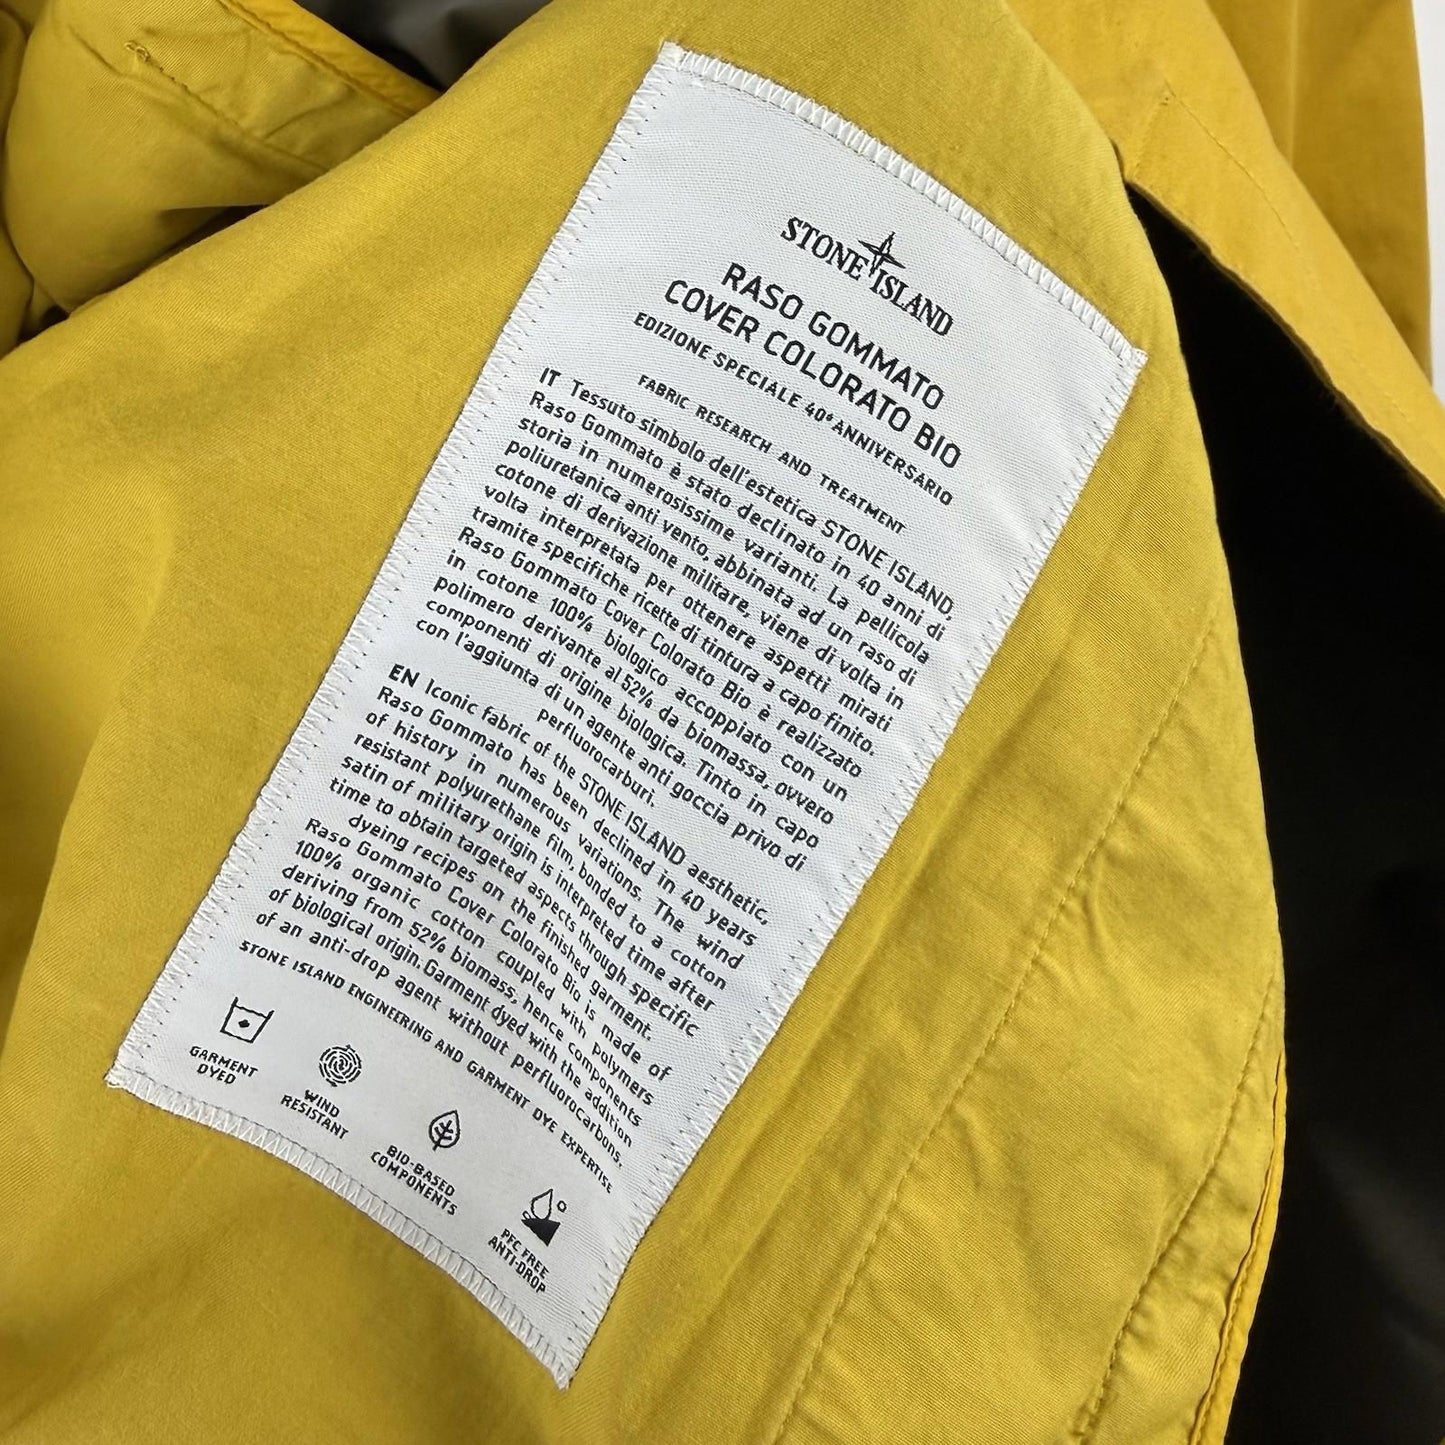 STONE ISLAND
RASO GOMMATO
COVER COLORATO BIO
EDIZIONE SPECIALE 40° ANNIVERSARIO
FABRIC RESEARCH AND TREATMENT
IT Tessuto simbolo dell'estetica STONE ISLAND,
Raso Gommato è stato declinato in 40 anni di
storia in numerosissime varianti. La pellicola
poliuretanica anti vento, abbinata ad un raso di
cotone di derivazione militare, viene di volta in
volta interpretata per ottenere aspetti mirati
tramite specifiche ricette di tintura a capo finito.
Raso Gommato Cover Colorato Bio è realizzato
in cotone 100% biologico accoppiato con un
polimero derivante al 52% da biomassa, ovvero
componenti di origine biologica. Tinto in capo
con l'aggiunta di un agente anti goccia privo di
perfluorocarburi.
EN Iconic fabric of the STONE ISLAND aesthetic,
Raso Gommato has been declined in 40 years
of history in numerous variations. The wind
resistant polyurethane film, bonded to a cotton
satin of military origin is interpreted time after
time to obtain targeted aspects through specific
dyeing recipes on the finished garment.
Raso Gommato Cover Colorato Bio is made of
100% organic cotton coupled with polymers
deriving from 52% biomass, hence components
of biological origin. Garment dyed with the addition
of an anti-drop agent without perfluorocarbons.
STONE ISLAND ENGINEERING AND GARMENT DYE EXPERTISE
GARMENT
DYED
WIND
RESISTANT
BIO-BASED
COMPONENTS
PFC FREE
ANTI-DROP